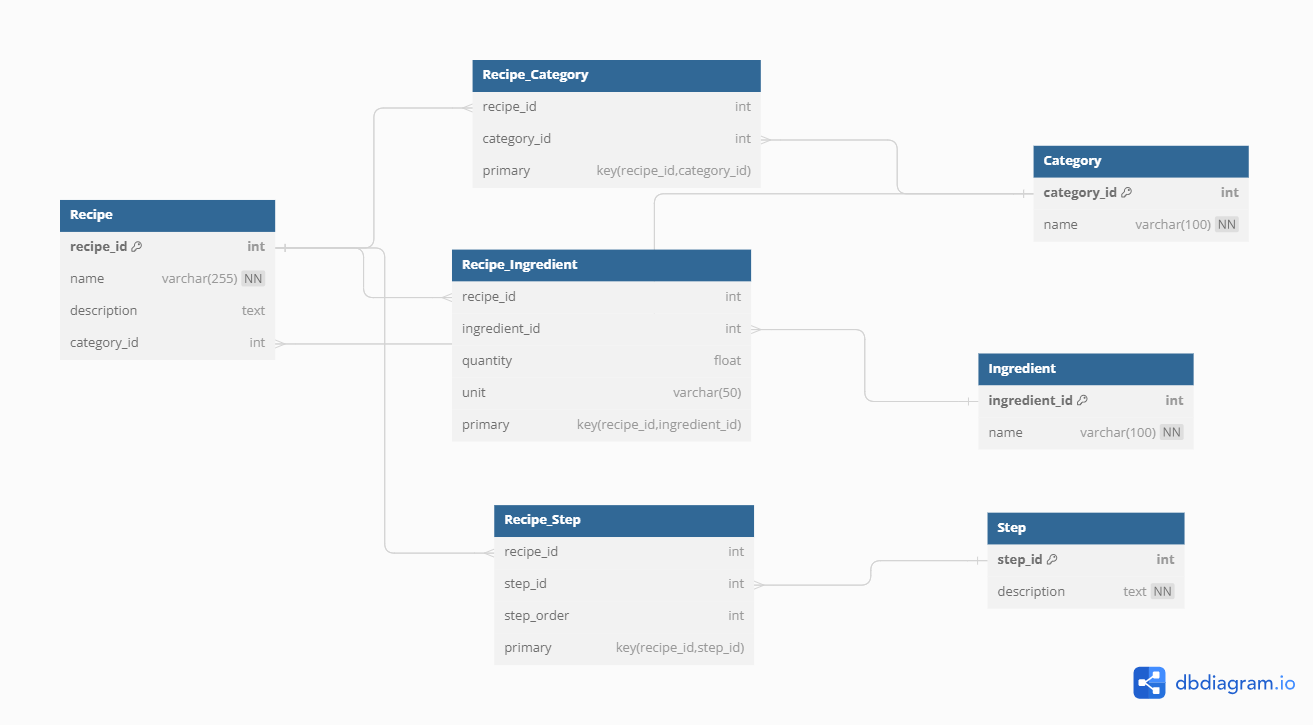 Recipe_Category
recipe_id int
category_id int
primary key(recipe_id,category_id)
Category
category_id int
name varchar(100) NN
Recipe
recipe_id int
name varchar(255) NN
description text
category_id int
Recipe_Ingredient
recipe_id int
ingredient_id int
quantity float
unit varchar(50)
primary key(recipe_id,ingredient_id)
Ingredient
ingredient_id int
name varchar(100) NN
Recipe_Step
recipe_id int
step_id int
step_order int
primary key(recipe_id,step_id)
Step
step_id int
description text NN
dbdiagram.io